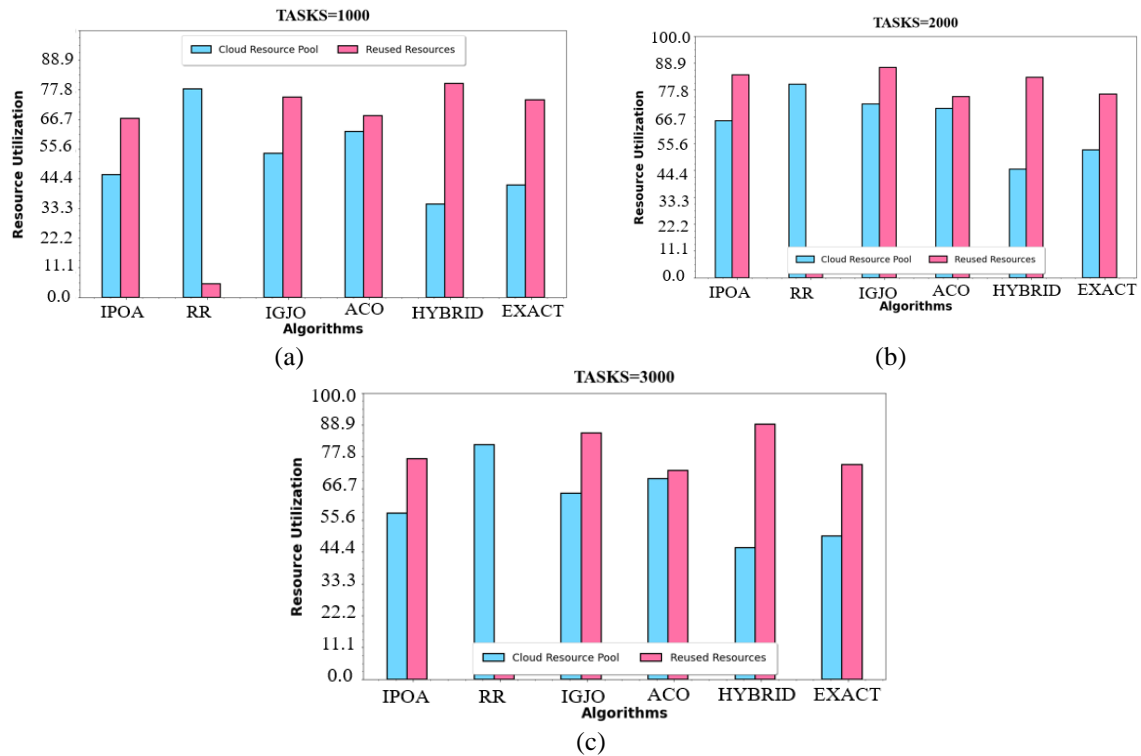 TASKS=1000
Cloud Resource Pool Reused Resources
Resource Utilization
88.9
77.8
66.7
55.6
44.4
33.3
22.2
11.1
0.0
IPOA RR IGJO ACO HYBRID EXACT
Algorithms
(a)
TASKS=2000
Resource Utilization
100.0
88.9
77.8
66.7
55.6
44.4
33.3
22.2
11.1
0.0
Cloud Resource Pool Reused Resources
IPOA RR IGJO ACO HYBRID EXACT
Algorithms
(b)
TASKS=3000
Resource Utilization
100.0
88.9
77.8
66.7
55.6
44.4
33.3
22.2
11.1
0.0
Cloud Resource Pool Reused Resources
IPOA RR IGJO ACO HYBRID EXACT
Algorithms
(c)